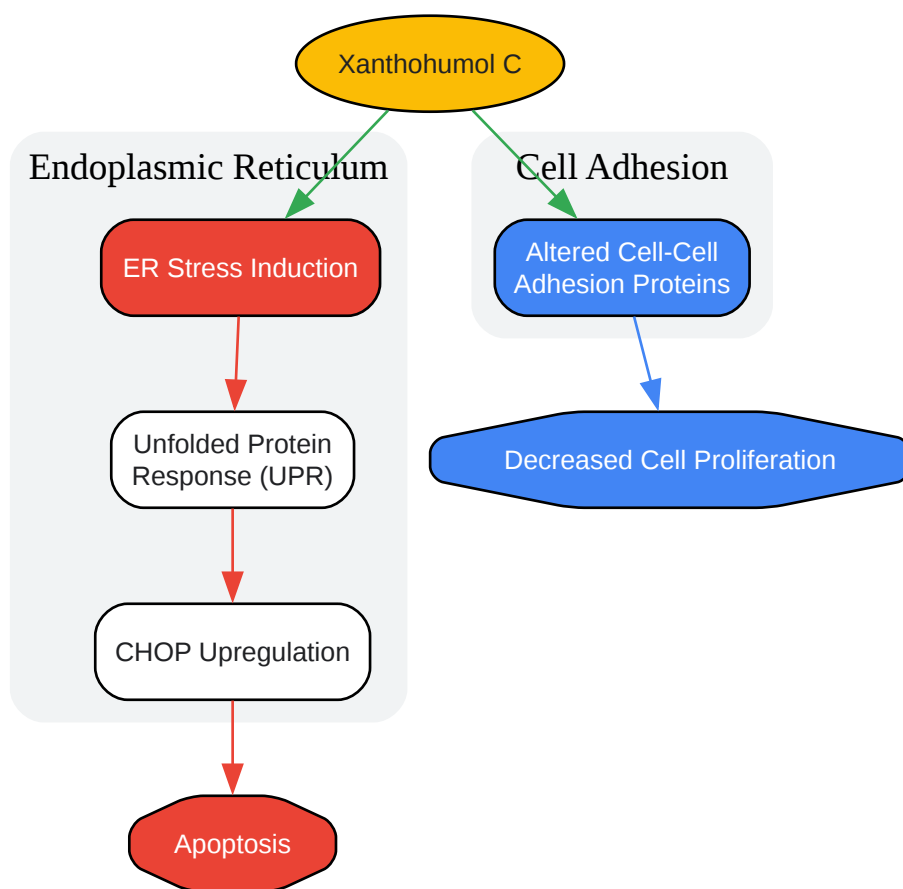 Xanthohumol C
Endoplasmic Reticulum
Cell Adhesion
ER Stress Induction
Altered Cell-Cell
Adhesion Proteins
Unfolded Protein
Response (UPR)
Decreased Cell Proliferation
CHOP Upregulation
Apoptosis